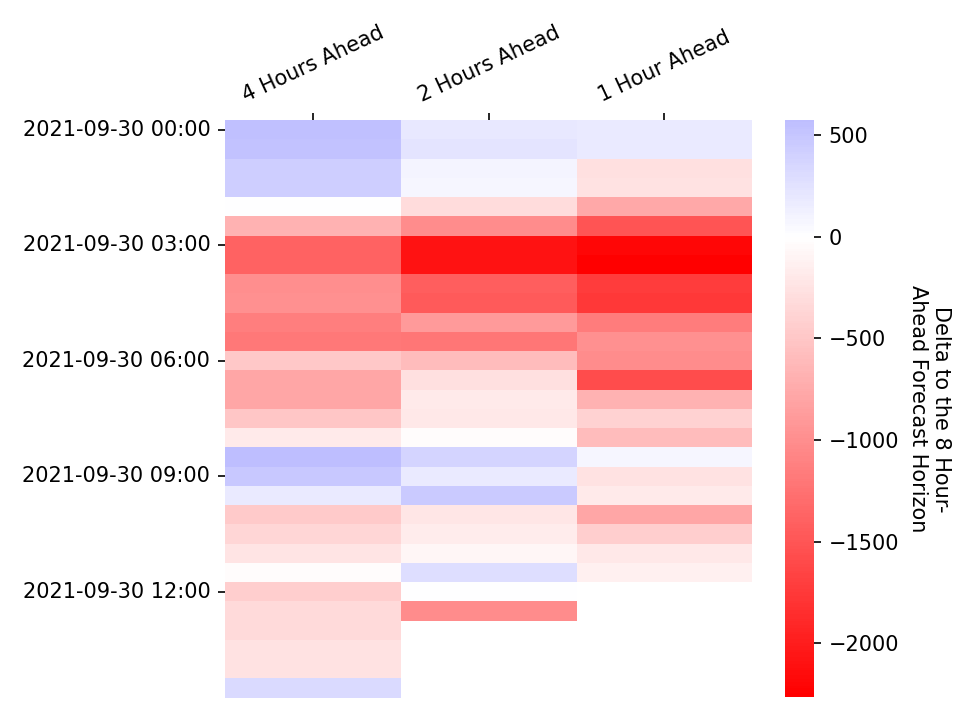 4 Hours Ahead
2 Hours Ahead
1 Hour Ahead
2021-09-30 00:00
2021-09-30 03:00
2021-09-30 06:00
2021-09-30 09:00
2021-09-30 12:00
500
0
−500
−1000
−1500
−2000
Delta to the 8 Hour-
Ahead Forecast Horizon